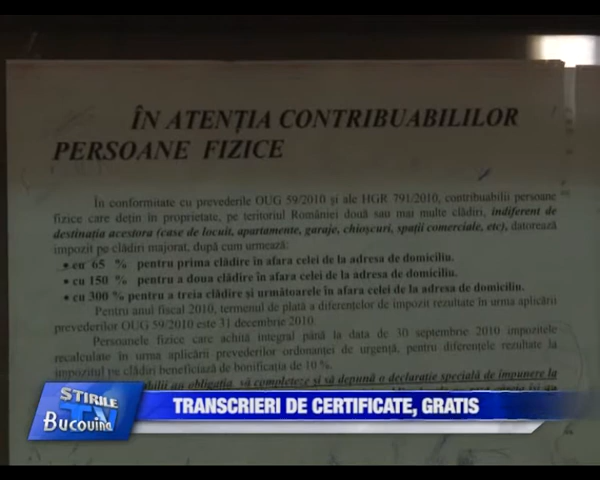 ÎN ATENȚIA CONTRIBUABILILOR
PERSOANE FIZICE
În conformitate cu prevederile OUG 59/2010 și ale HGR 791/2010, contribuabilii persoane
fizice care dețin în proprietate, pe teritoriul României două sau mai multe clădiri, indiferent de
destinația acestora (case de locuit, apartamente, garaje, chioșcuri, spații comerciale, etc), datorează
impozit pe clădiri majorat, după cum urmează:
• cu 65 % pentru prima clădire în afara celei de la adresa de domiciliu.
• cu 150 % pentru a doua clădire în afara celei de la adresa de domiciliu.
• cu 300 % pentru a treia clădire și următoarele în afara celei de la adresa de domiciliu.
Pentru anul fiscal 2010, termenul de plată a diferențelor de impozit rezultate în urma aplicării
prevederilor OUG 59/2010 este 31 decembrie 2010.
Persoanele fizice care achită integral până la data de 30 septembrie 2010 impozitele
recalculate în urma aplicării prevederilor ordonanței de urgență, pentru diferențele rezultate la
impozitul pe clădiri beneficiază de bonificația de 10 %.
au obligația să completeze și să depună o declarație specială de impunere la
ȘTIRILE
TV
Bucovina
TRANSCRIERI DE CERTIFICATE, GRATIS